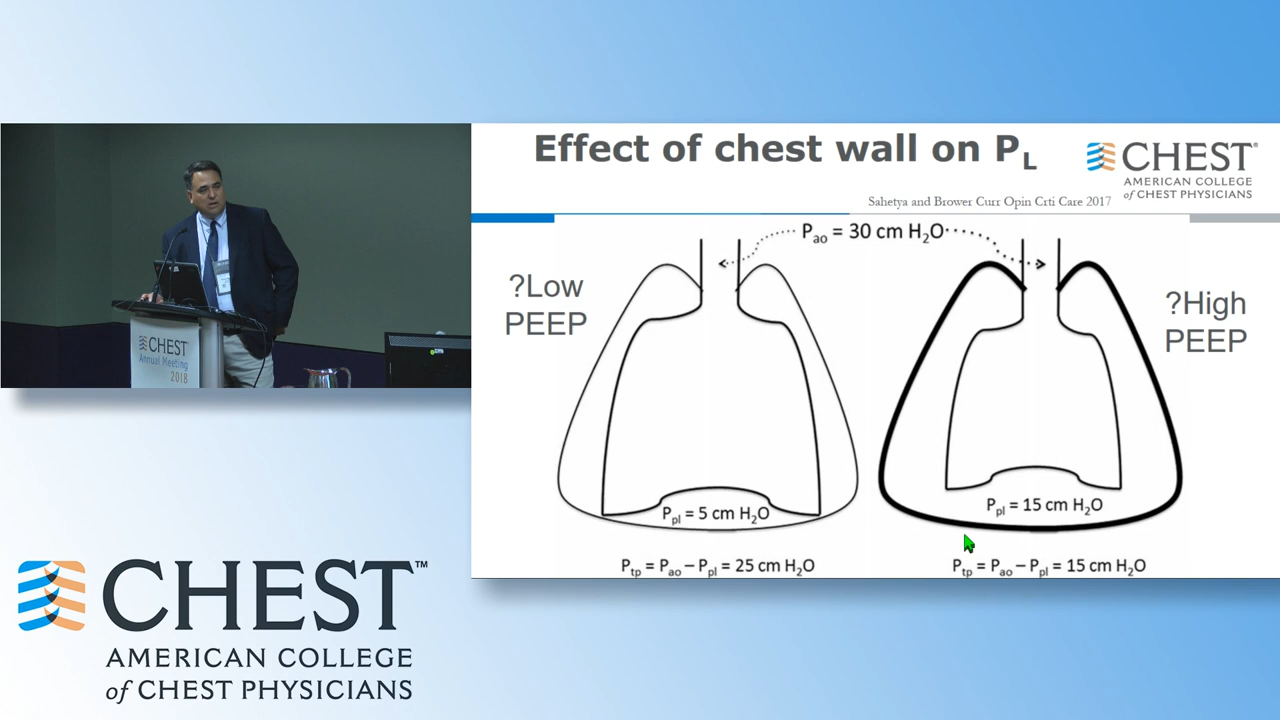 Effect of chest wall on PL
CHEST®
AMERICAN COLLEGE
of CHEST PHYSICIANS
Sahetya and Brower Curr Opin Crti Care 2017
Pao = 30 cm H2O
?Low
PEEP
?High
PEEP
Ppl = 5 cm H2O
Ppl = 15 cm H2O
Ptp = Pao – Ppl = 25 cm H2O
Ptp = Pao – Ppl = 15 cm H2O
CHEST
Annual Meeting
2018
CHEST™
AMERICAN COLLEGE
of CHEST PHYSICIANS